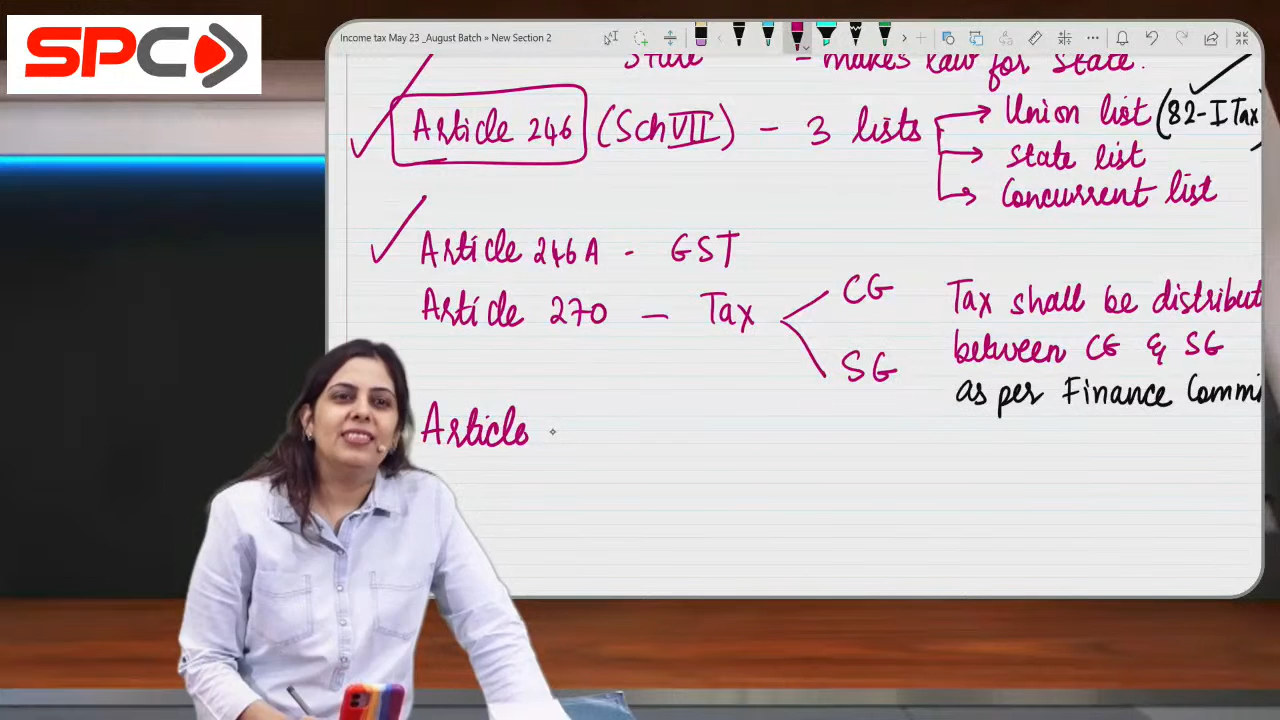 SPC
Income tax May 23 _August Batch » New Section 2
State - makes law for State.
Article 246 (Sch VII) - 3 lists
Union list (82-I Tax
State list
Concurrent list
Article 246A - GST
Article 270 - Tax
CG
SG
Tax shall be distribut
between CG & SG
as per Finance Commi
Article